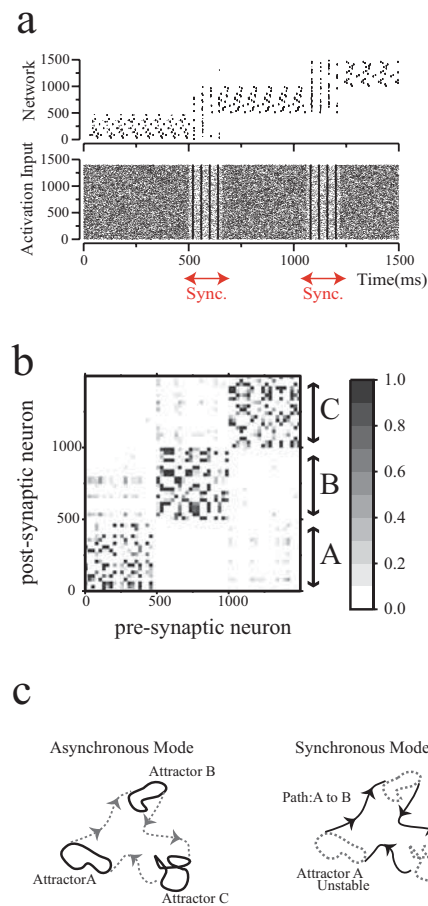 a
Network
1500
1000
500
0
Activation Input
1500
1000
500
0
0
500
1000
1500
Time(ms)
Sync.
Sync.
b
post-synaptic neuron
1000
500
0
0
500
1000
pre-synaptic neuron
C
B
A
1.0
0.8
0.6
0.4
0.2
0.0
c
Asynchronous Mode
Synchronous Mode
Attractor B
AttractorA
Attractor C
Path:A to B
Attractor A
Unstable